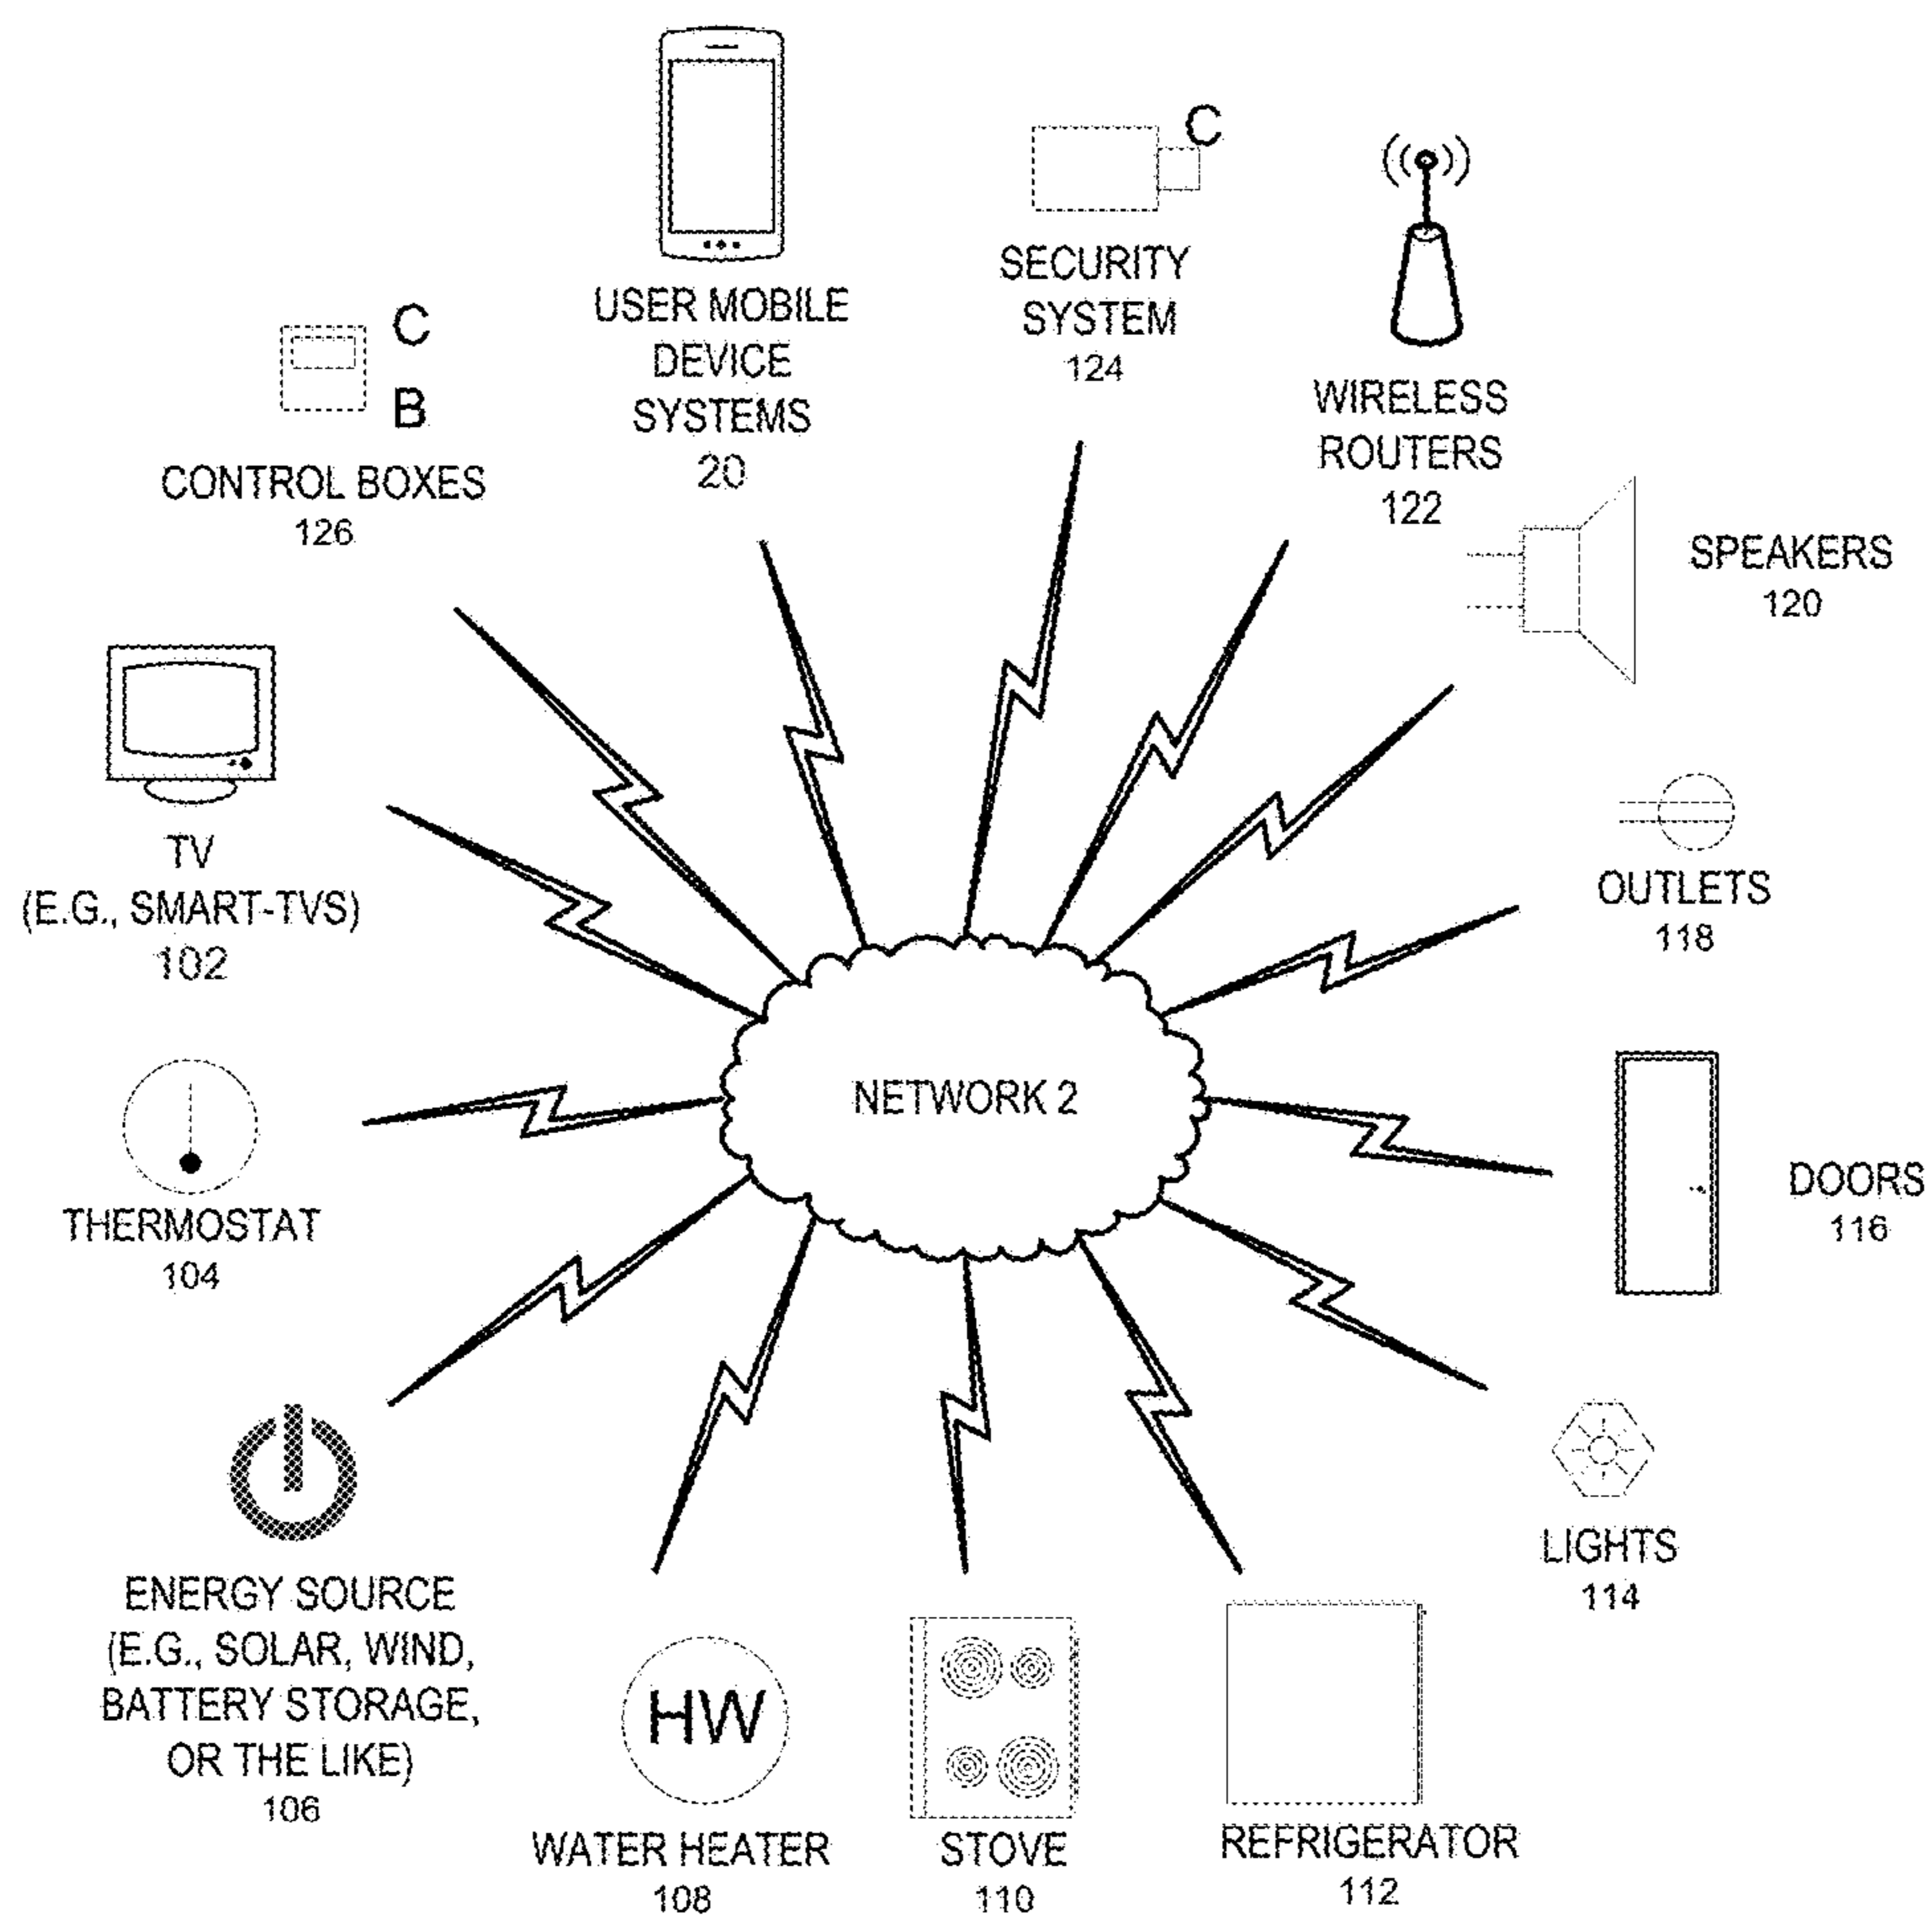 USER MOBILE
DEVICE
SYSTEMS
20
C
SECURITY
SYSTEM
124
WIRELESS
ROUTERS
122
C
B
CONTROL BOXES
126
SPEAKERS
120
TV
(E.G., SMART-TVS)
102
OUTLETS
118
NETWORK 2
THERMOSTAT
104
DOORS
116
ENERGY SOURCE
(E.G., SOLAR, WIND,
BATTERY STORAGE,
OR THE LIKE)
106
LIGHTS
114
HW
WATER HEATER
108
STOVE
110
REFRIGERATOR
112